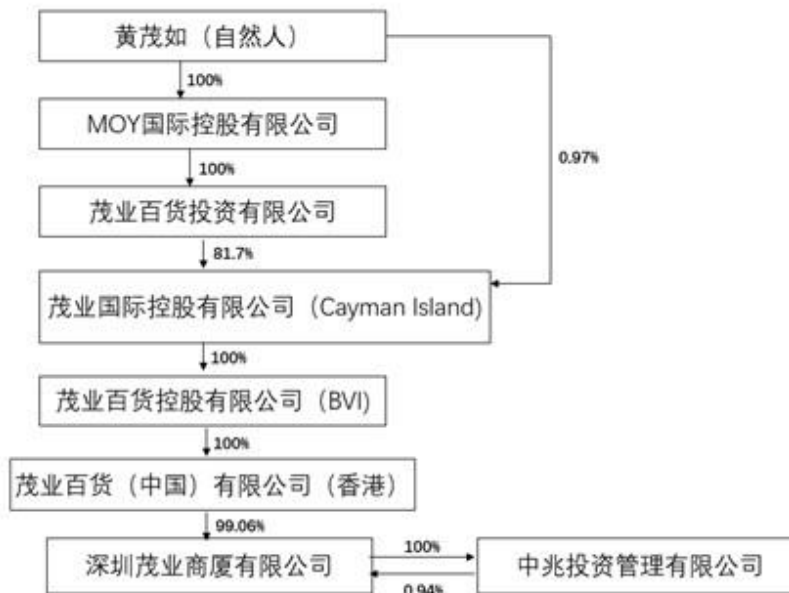 黄茂如（自然人）
100%
MOY国际控股有限公司
0.97%
100%
茂业百货投资有限公司
81.7%
茂业国际控股有限公司（Cayman Island)
100%
茂业百货控股有限公司（BVI)
100%
茂业百货（中国）有限公司（香港）
99.06%
深圳茂业商厦有限公司
100%
中兆投资管理有限公司
0.94%